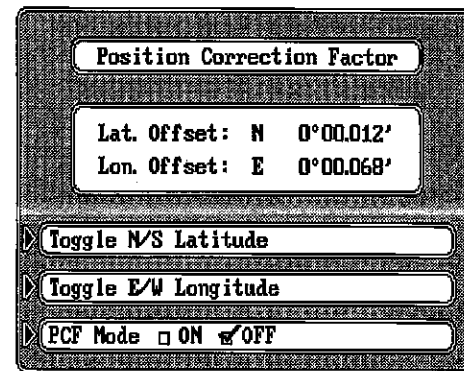 Position Correction Factor
Lat. Offset: N 0°00.012'
Lon. Offset: E 0°00.068'
Toggle N/S Latitude
Toggle E/W Longitude
PCF Mode □ ON ☑ OFF